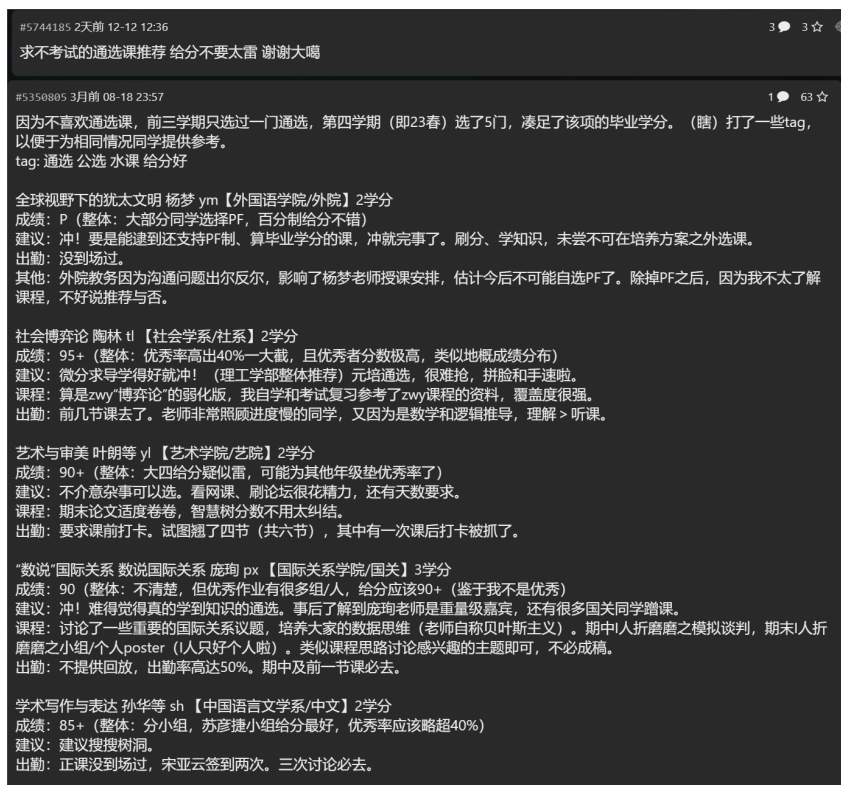 #5744185 2天前 12-12 12:36 3 3
求不考试的通选课推荐 给分不要太雷 谢谢大噶
#5350805 3月前 08-18 23:57 1 63
因为不喜欢通选课，前三学期只选过一门通选，第四学期（即23春）选了5门，凑足了该项的毕业学分。（瞎）打了一些tag，
以便于为相同情况同学提供参考。
tag: 通选 公选 水课 给分好
全球视野下的犹太文明 杨梦 ym【外国语学院/外院】2学分
成绩：P（整体：大部分同学选择PF，百分制给分不错）
建议：冲！要是能逮到还支持PF制、算毕业学分的课，冲就完事了。刷分、学知识，未尝不可在培养方案之外选课。
出勤：没到场过。
其他：外院教务因为沟通问题出尔反尔，影响了杨梦老师授课安排，估计今后不可能自选PF了。除掉PF之后，因为我不太了解
课程，不好说推荐与否。
社会博弈论 陶林 tl 【社会学系/社系】2学分
成绩：95+（整体：优秀率高出40%一大截，且优秀者分数极高，类似地概成绩分布）
建议：微分求导学得好就冲！（理工学部整体推荐）元培通选，很难抢，拼脸和手速啦。
课程：算是zwy“博弈论”的弱化版，我自学和考试复习参考了zwy课程的资料，覆盖度很强。
出勤：前几节课去了。老师非常照顾进度慢的同学，又因为是数学和逻辑推导，理解＞听课。
艺术与审美 叶朗等 yl 【艺术学院/艺院】2学分
成绩：90+（整体：大四给分疑似雷，可能为其他年级垫优秀率了）
建议：不介意杂事可以选。看网课、刷论坛很花精力，还有天数要求。
课程：期末论文适度卷卷，智慧树分数不用太纠结。
出勤：要求课前打卡。试图翘了四节（共六节），其中有一次课后打卡被抓了。
“数说”国际关系 数说国际关系 庞珣 px 【国际关系学院/国关】3学分
成绩：90（整体：不清楚，但优秀作业有很多组/人，给分应该90+（鉴于我不是优秀）
建议：冲！难得觉得真的学到知识的通选。事后了解到庞珣老师是重量级嘉宾，还有很多国关同学蹭课。
课程：讨论了一些重要的国际关系议题，培养大家的数据思维（老师自称贝叶斯主义）。期中I人折磨磨之模拟谈判，期末I人折
磨磨之小组/个人poster（I人只好个人啦）。类似课程思路讨论感兴趣的主题即可，不必成稿。
出勤：不提供回放，出勤率高达50%。期中及前一节课必去。
学术写作与表达 孙华等 sh 【中国语言文学系/中文】2学分
成绩：85+（整体：分小组，苏彦捷小组给分最好，优秀率应该略超40%）
建议：建议搜搜树洞。
出勤：正课没到场过，宋亚云签到两次。三次讨论必去。